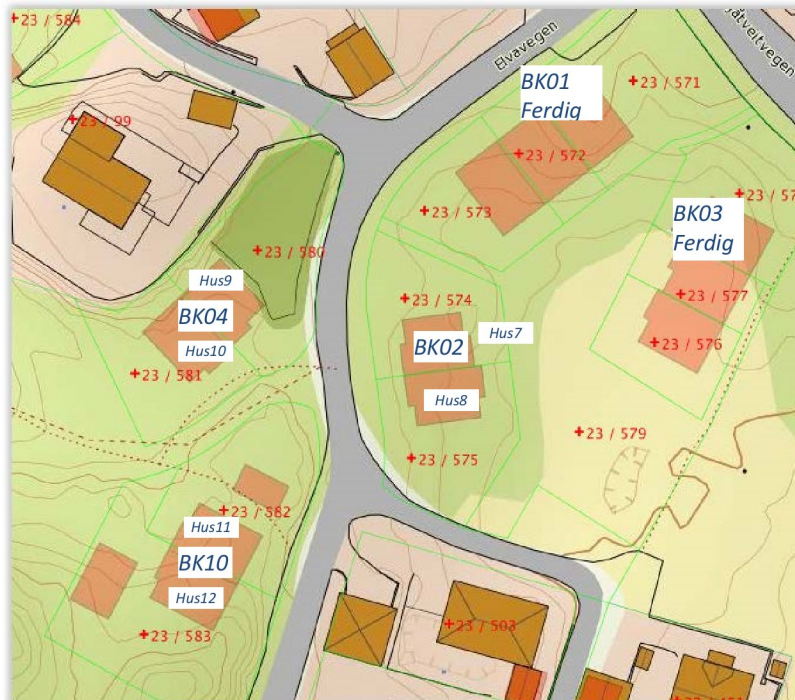 23 / 584
Elvavegen
BK01
Ferdig
23 / 571
23 / 99
23 / 572
23 / 573
BK03
Ferdig
23 / 580
Hus9
BK04
Hus10
23 / 574
BK02
Hus7
23 / 577
23 / 576
23 / 581
Hus8
23 / 579
23 / 575
23 / 582
Hus11
BK10
Hus12
23 / 583
23 / 503